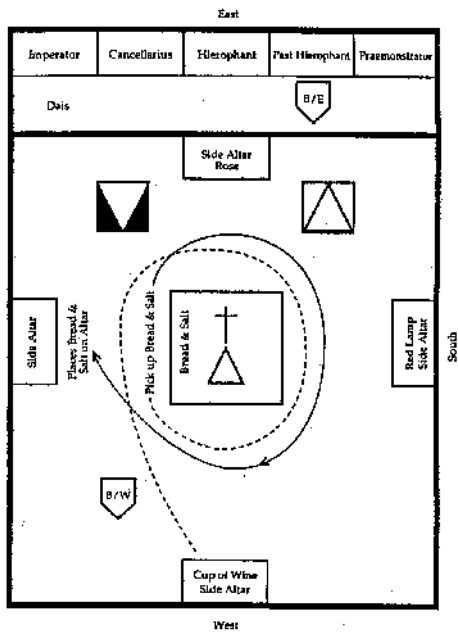 East
Imperator
Cancellarius
Hierophant
Past Hierophant
Praemonstrator
Dais
B/E
Side Altar
Rose
Side Altar
Places Bread &
Salt on Altar
Pick up Bread & Salt
Bread & Salt
Red Lamp
Side Altar
South
B/W
Cup of Wine
Side Altar
West